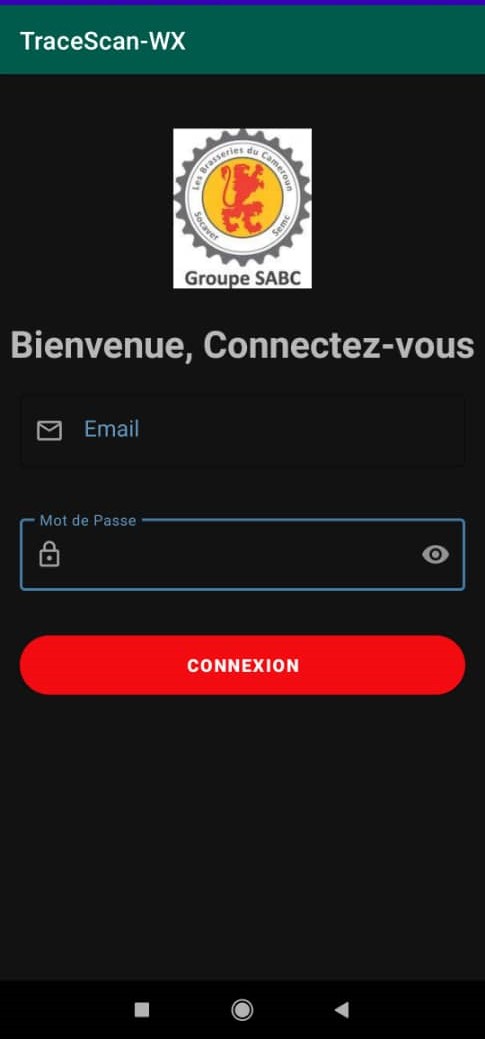 TraceScan-WX
Les Brasseries du Cameroun
Socaver
Semc
Groupe SABC
Bienvenue, Connectez-vous
Email
Mot de Passe
CONNEXION